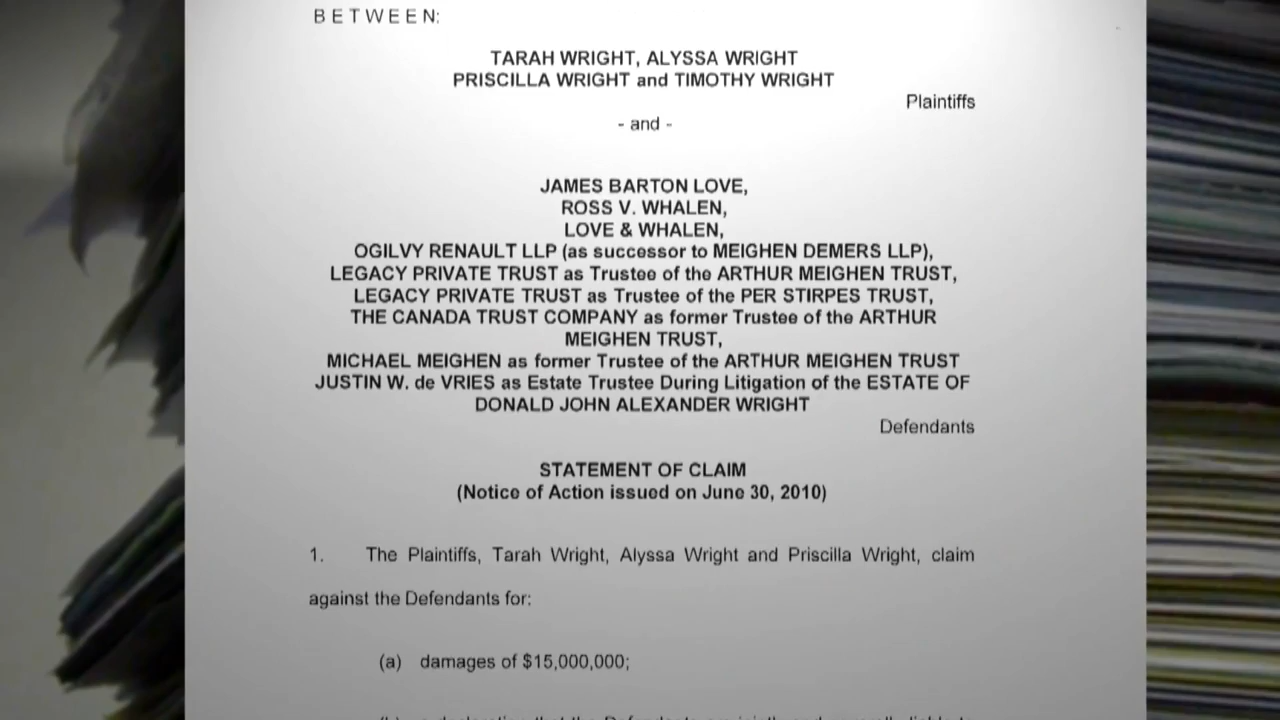 B E T W E E N:
TARAH WRIGHT, ALYSSA WRIGHT
PRISCILLA WRIGHT and TIMOTHY WRIGHT
Plaintiffs
- and -
JAMES BARTON LOVE,
ROSS V. WHALEN,
LOVE & WHALEN,
OGILVY RENAULT LLP (as successor to MEIGHEN DEMERS LLP),
LEGACY PRIVATE TRUST as Trustee of the ARTHUR MEIGHEN TRUST,
LEGACY PRIVATE TRUST as Trustee of the PER STIRPES TRUST,
THE CANADA TRUST COMPANY as former Trustee of the ARTHUR
MEIGHEN TRUST,
MICHAEL MEIGHEN as former Trustee of the ARTHUR MEIGHEN TRUST
JUSTIN W. de VRIES as Estate Trustee During Litigation of the ESTATE OF
DONALD JOHN ALEXANDER WRIGHT
Defendants
STATEMENT OF CLAIM
(Notice of Action issued on June 30, 2010)
1. The Plaintiffs, Tarah Wright, Alyssa Wright and Priscilla Wright, claim
against the Defendants for:
(a) damages of $15,000,000;